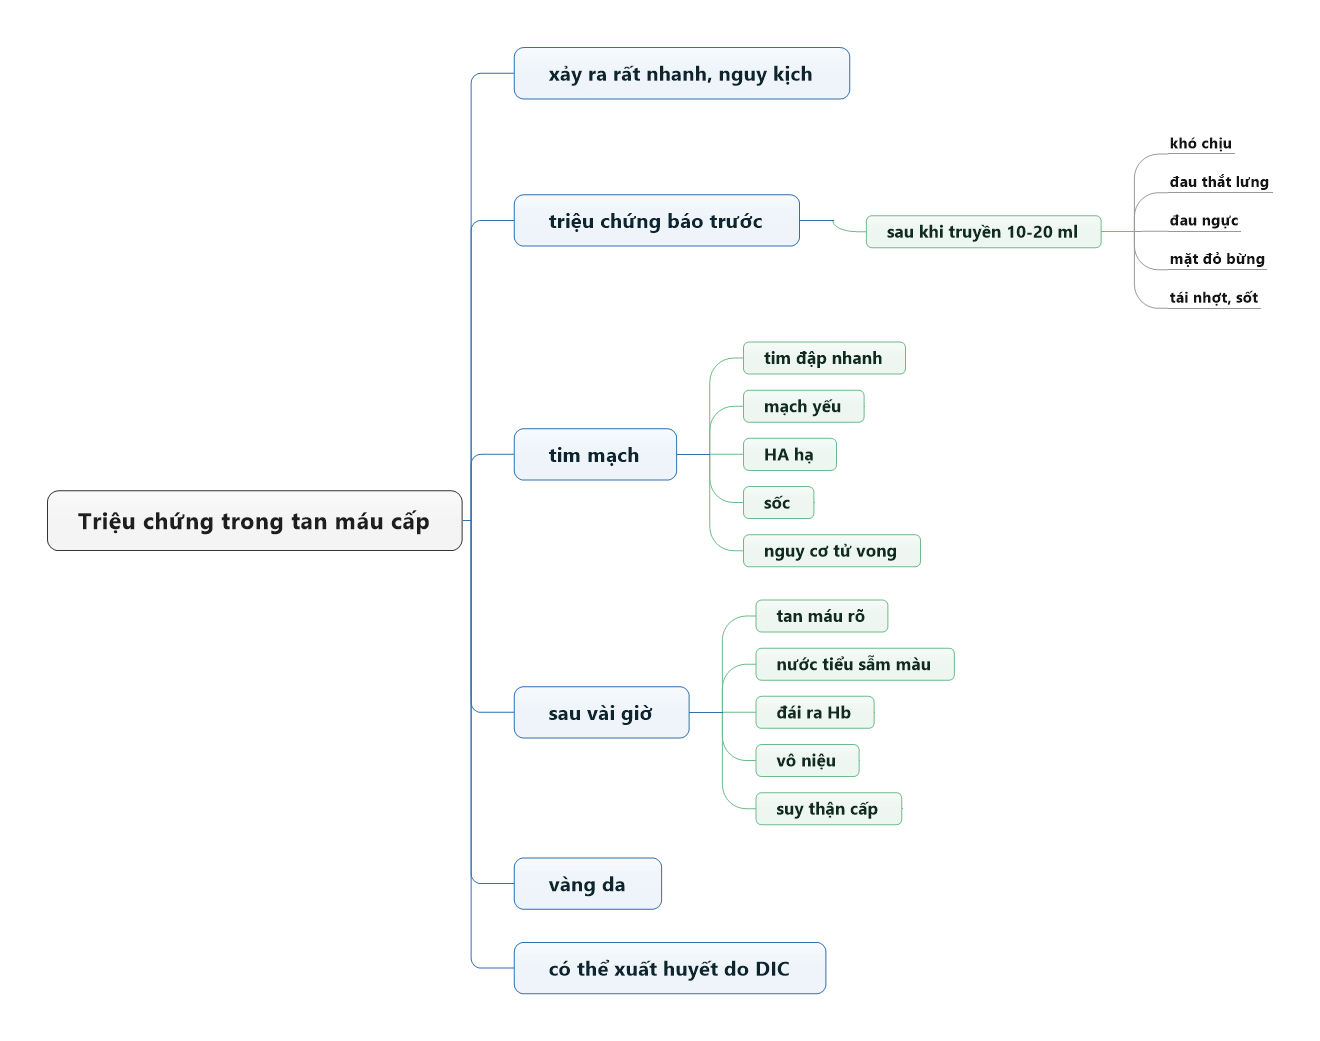 Triệu chứng trong tan máu cấp
xảy ra rất nhanh, nguy kịch
triệu chứng báo trước
sau khi truyền 10-20 ml
khó chịu
đau thắt lưng
đau ngực
mặt đỏ bừng
tái nhợt, sốt
tim mạch
tim đập nhanh
mạch yếu
HA hạ
sốc
nguy cơ tử vong
sau vài giờ
tan máu rõ
nước tiểu sẫm màu
đái ra Hb
vô niệu
suy thận cấp
vàng da
có thể xuất huyết do DIC